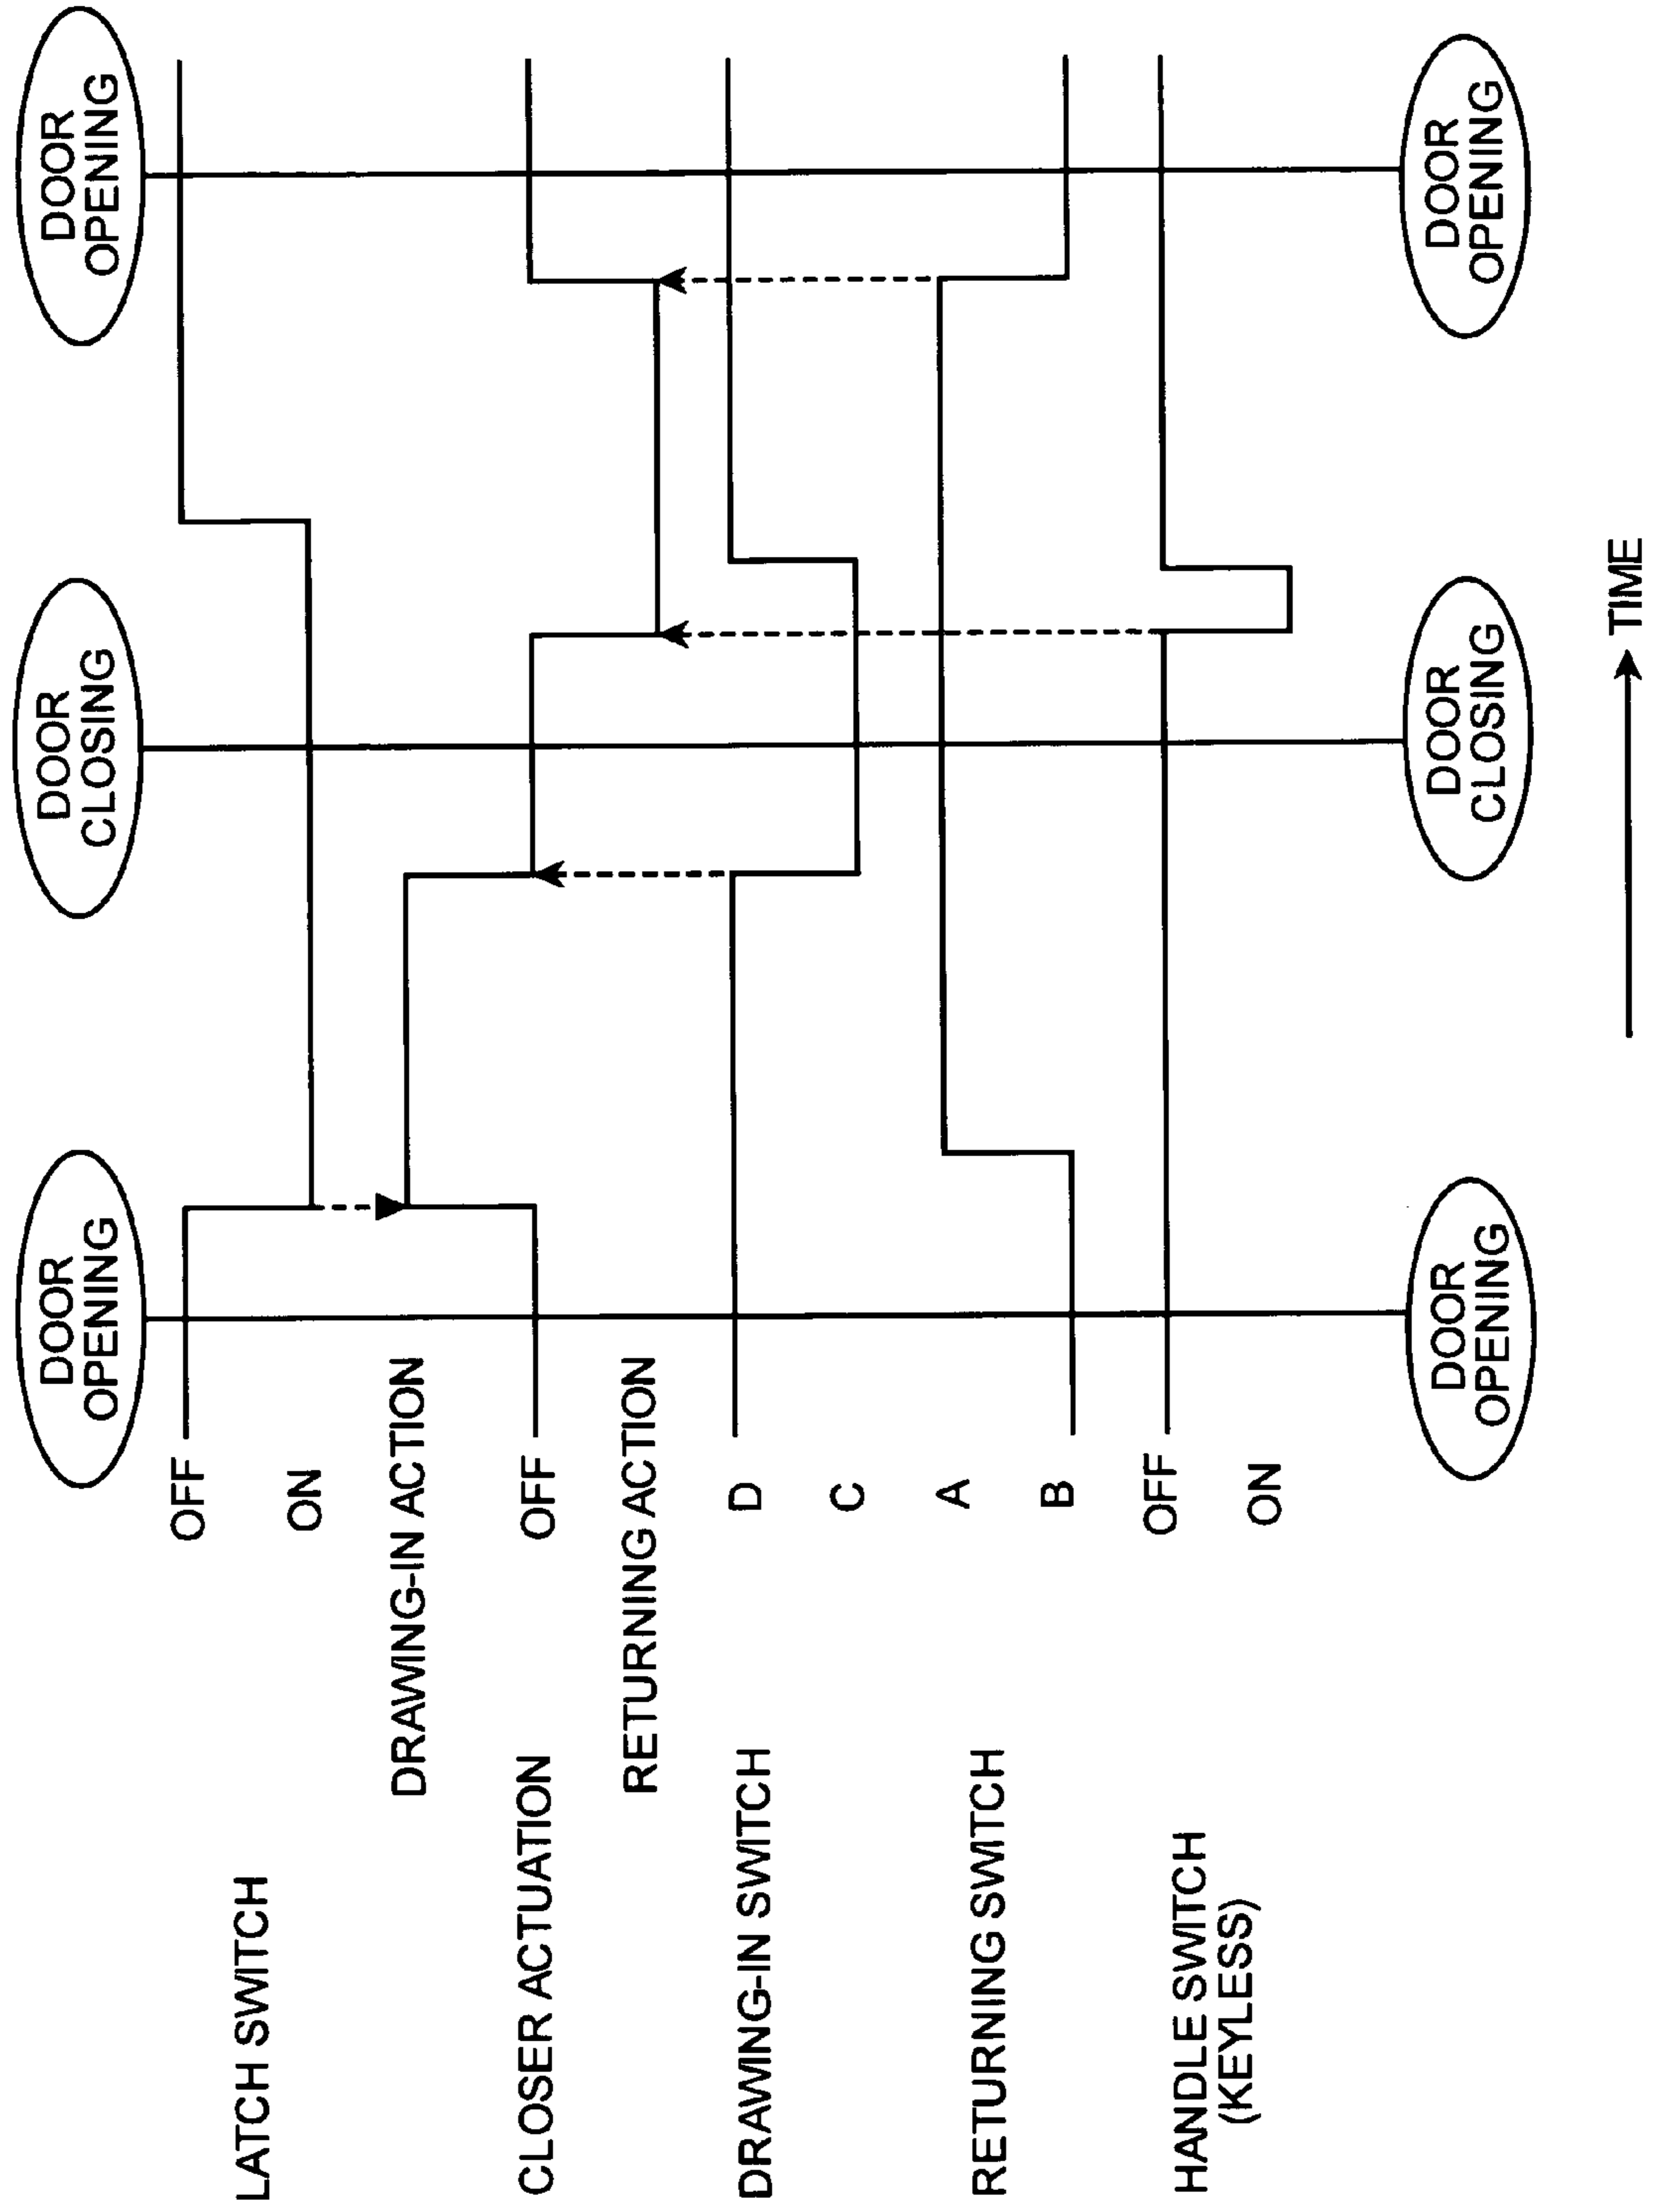 DOOR
OPENING
DOOR
CLOSING
DOOR
OPENING
LATCH SWITCH
OFF
ON
CLOSER ACTUATION
DRAWING-IN ACTION
OFF
RETURNING ACTION
DRAWING-IN SWITCH
D
C
RETURNING SWITCH
A
B
HANDLE SWITCH
(KEYLESS)
OFF
ON
DOOR
OPENING
DOOR
CLOSING
DOOR
OPENING
TIME